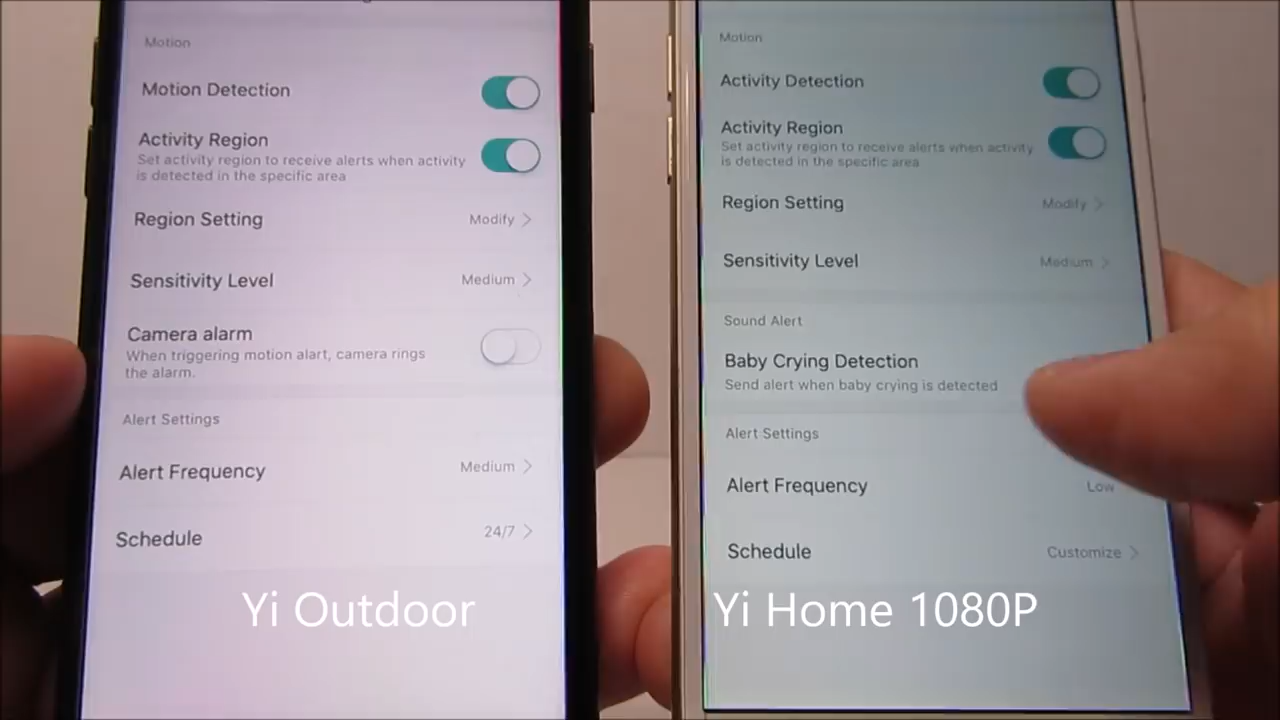 Motion
Motion Detection
Activity Region
Set activity region to receive alerts when activity
is detected in the specific area
Region Setting
Modify
Sensitivity Level
Medium
Camera alarm
When triggering motion alart, camera rings
the alarm.
Alert Settings
Alert Frequency
Medium
Schedule
24/7
Yi Outdoor
Motion
Activity Detection
Activity Region
Set activity region to receive alerts when activity
is detected in the specific area
Region Setting
Modify
Sensitivity Level
Medium
Sound Alert
Baby Crying Detection
Send alert when baby crying is detected
Alert Settings
Alert Frequency
Low
Schedule
Customize
Yi Home 1080P